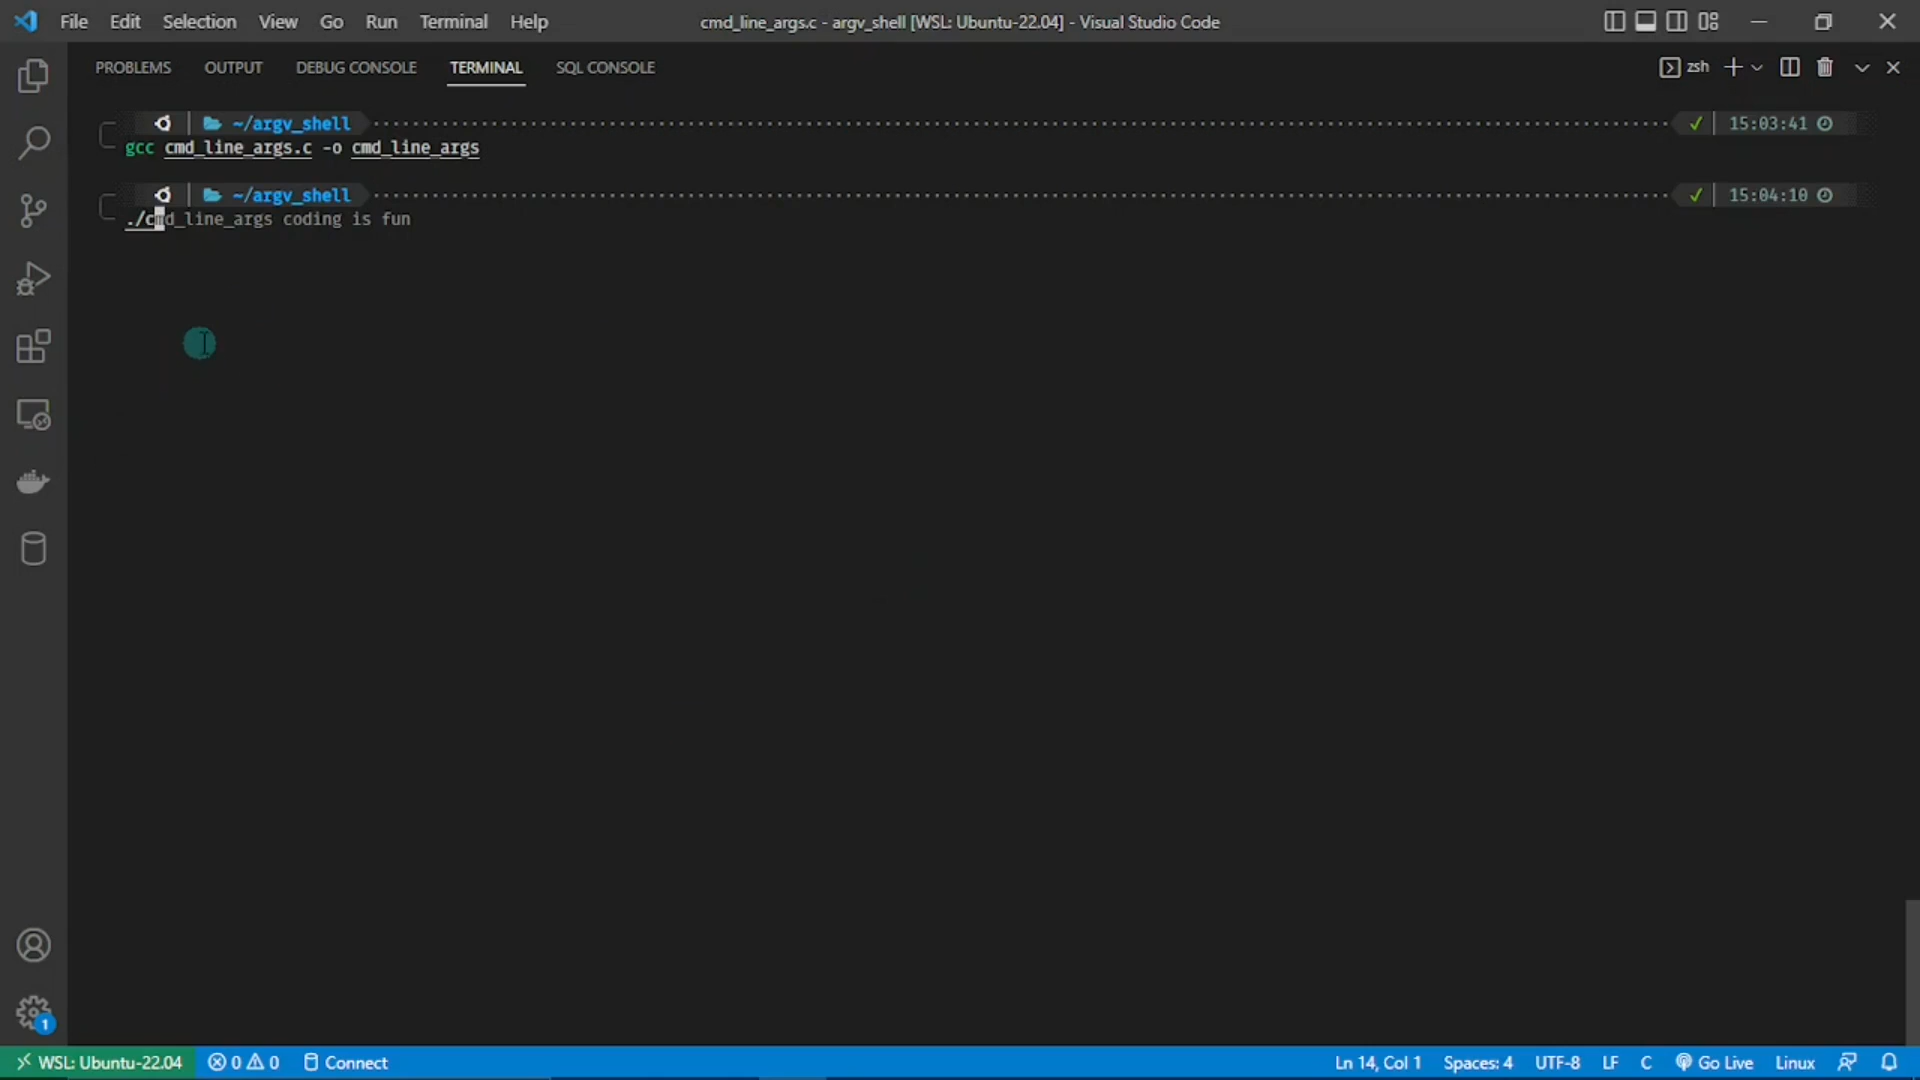 File Edit Selection View Go Run Terminal Help
cmd_line_args.c - argv_shell [WSL: Ubuntu-22.04] - Visual Studio Code
PROBLEMS OUTPUT DEBUG CONSOLE TERMINAL SQL CONSOLE
zsh
~/argv_shell 15:03:41
gcc cmd_line_args.c -o cmd_line_args
~/argv_shell 15:04:10
./cmd_line_args coding is fun
1
WSL: Ubuntu-22.04 0 0 Connect Ln 14, Col 1 Spaces: 4 UTF-8 LF C Go Live Linux